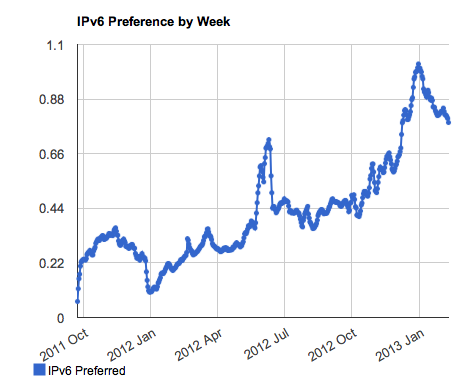 IPv6 Preference by Week
1.1
0.88
0.66
0.44
0.22
0
2011 Oct
2012 Jan
2012 Apr
2012 Jul
2012 Oct
2013 Jan
IPv6 Preferred